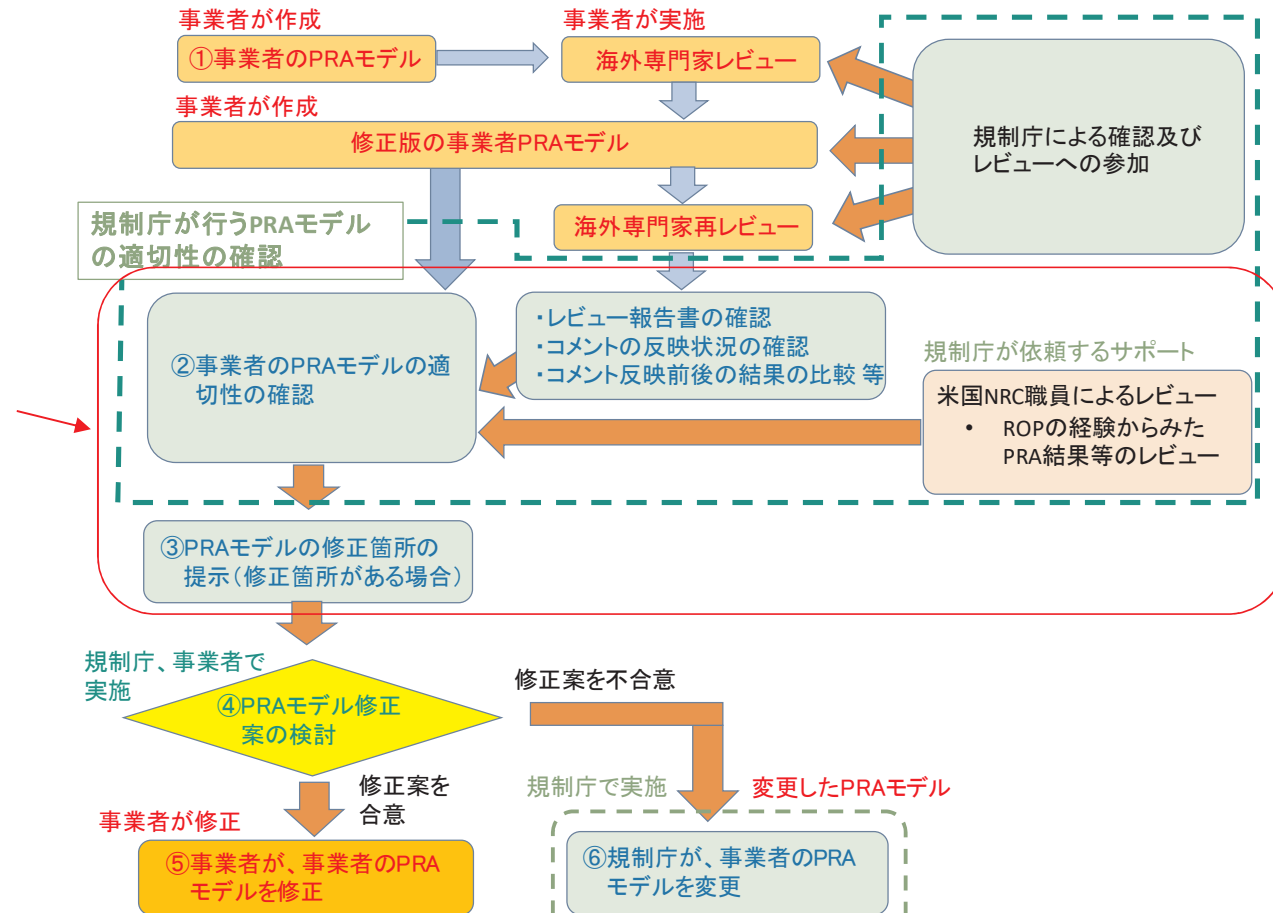 事業者が作成
事業者が実施
①事業者のPRAモデル
海外専門家レビュー
事業者が作成
修正版の事業者PRAモデル
規制庁による確認及び
レビューへの参加
規制庁が行うPRAモデル
の適切性の確認
海外専門家再レビュー
②事業者のPRAモデルの適
切性の確認
・レビュー報告書の確認
・コメントの反映状況の確認
・コメント反映前後の結果の比較 等
規制庁が依頼するサポート
米国NRC職員によるレビュー
• ROPの経験からみた
PRA結果等のレビュー
③PRAモデルの修正箇所の
提示(修正箇所がある場合)
規制庁、事業者で
実施
④PRAモデル修正
案の検討
修正案を不合意
修正案を
合意
規制庁で実施
変更したPRAモデル
事業者が修正
⑤事業者が、事業者のPRA
モデルを修正
⑥規制庁が、事業者のPRA
モデルを変更